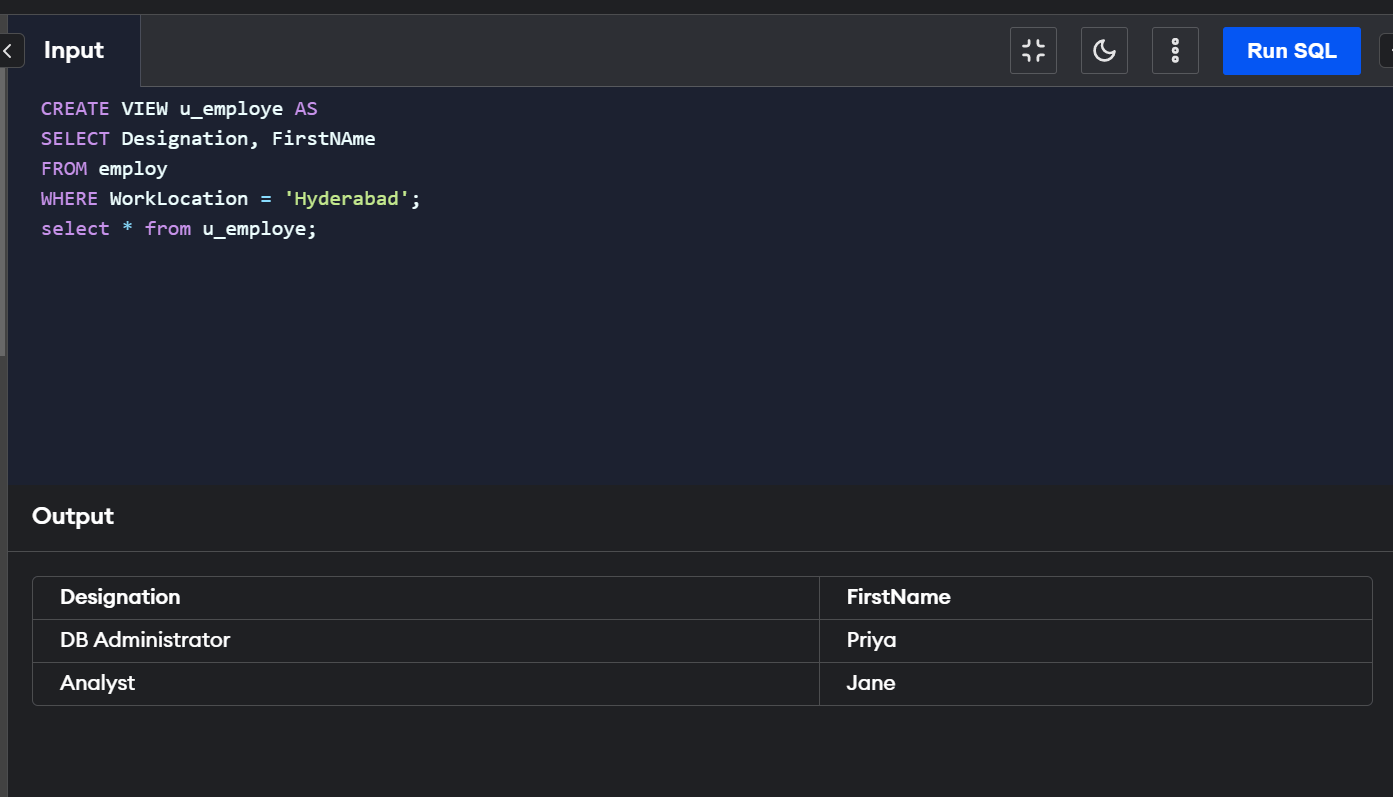 Input
Run SQL
CREATE VIEW u_employe AS
SELECT Designation, FirstNAme
FROM employ
WHERE WorkLocation = 'Hyderabad';
select * from u_employe;
Output
Designation FirstName
DB Administrator Priya
Analyst Jane